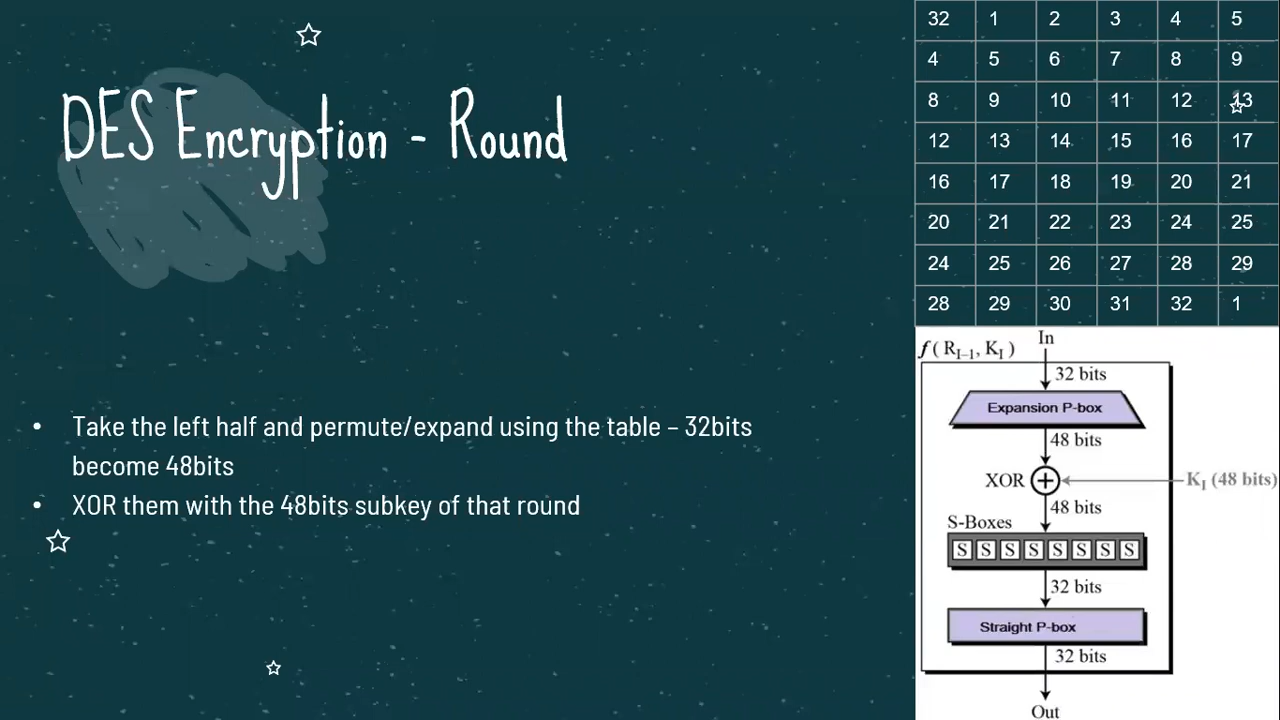 DES Encryption - Round
• Take the left half and permute/expand using the table – 32bits
become 48bits
• XOR them with the 48bits subkey of that round
32 1 2 3 4 5
4 5 6 7 8 9
8 9 10 11 12 13
12 13 14 15 16 17
16 17 18 19 20 21
20 21 22 23 24 25
24 25 26 27 28 29
28 29 30 31 32 1
In
f( R_I–1, K_I )
32 bits
Expansion P-box
48 bits
XOR
K_I (48 bits)
48 bits
S-Boxes
S S S S S S S S
32 bits
Straight P-box
32 bits
Out